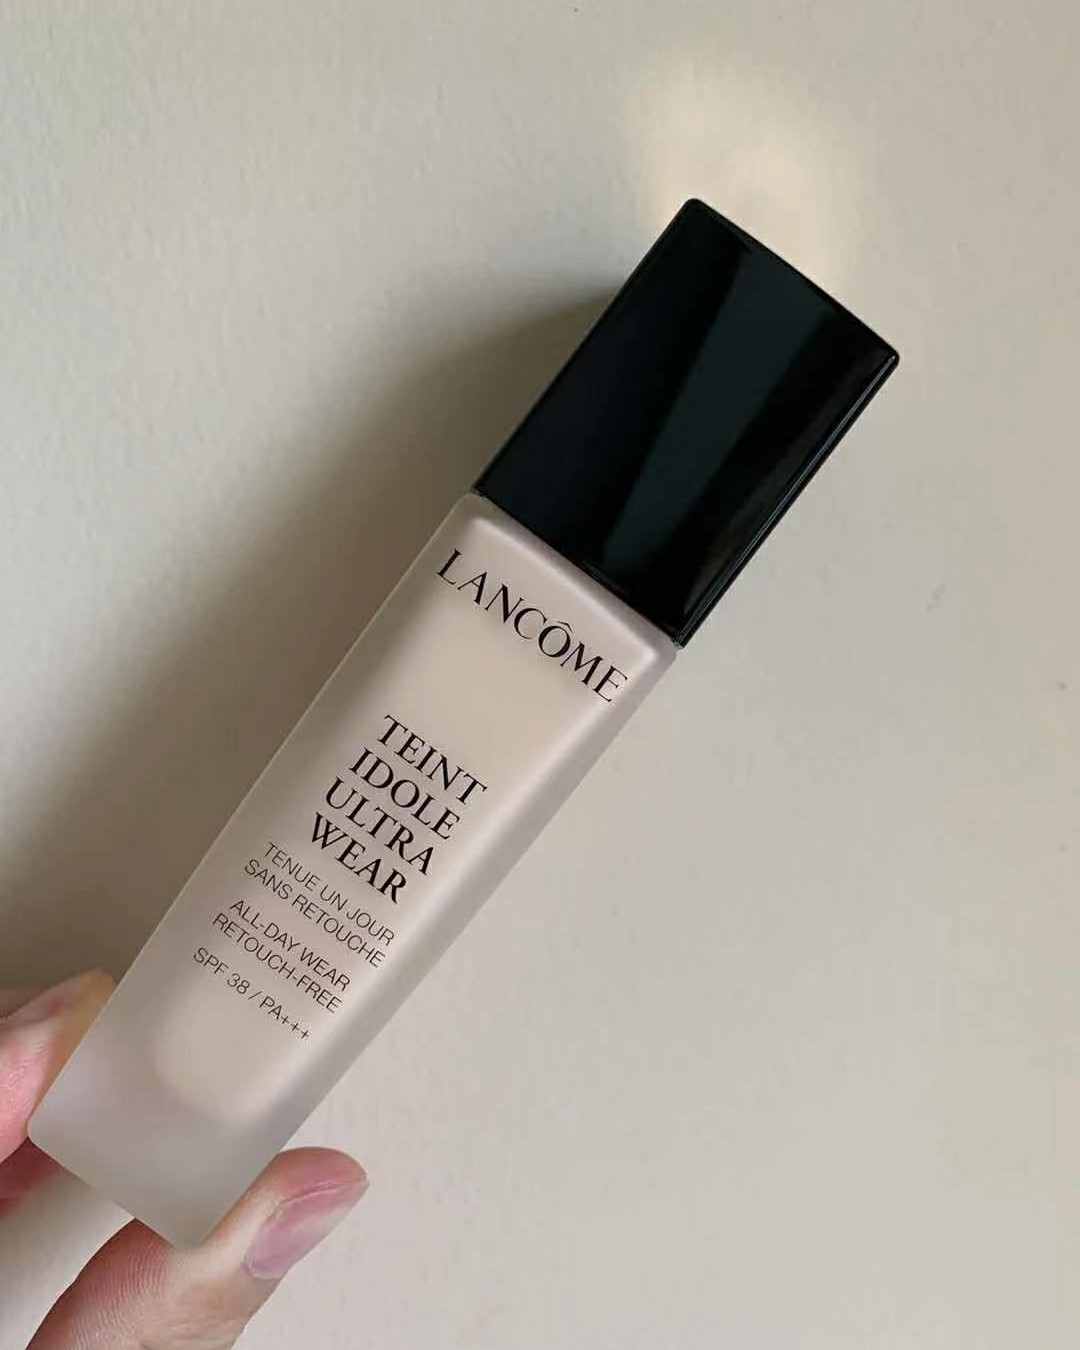 LANCÔME
TEINT
IDOLE
ULTRA
WEAR
TENUE UN JOUR
SANS RETOUCHE
ALL-DAY WEAR
RETOUCH-FREE
SPF 38 / PA+++